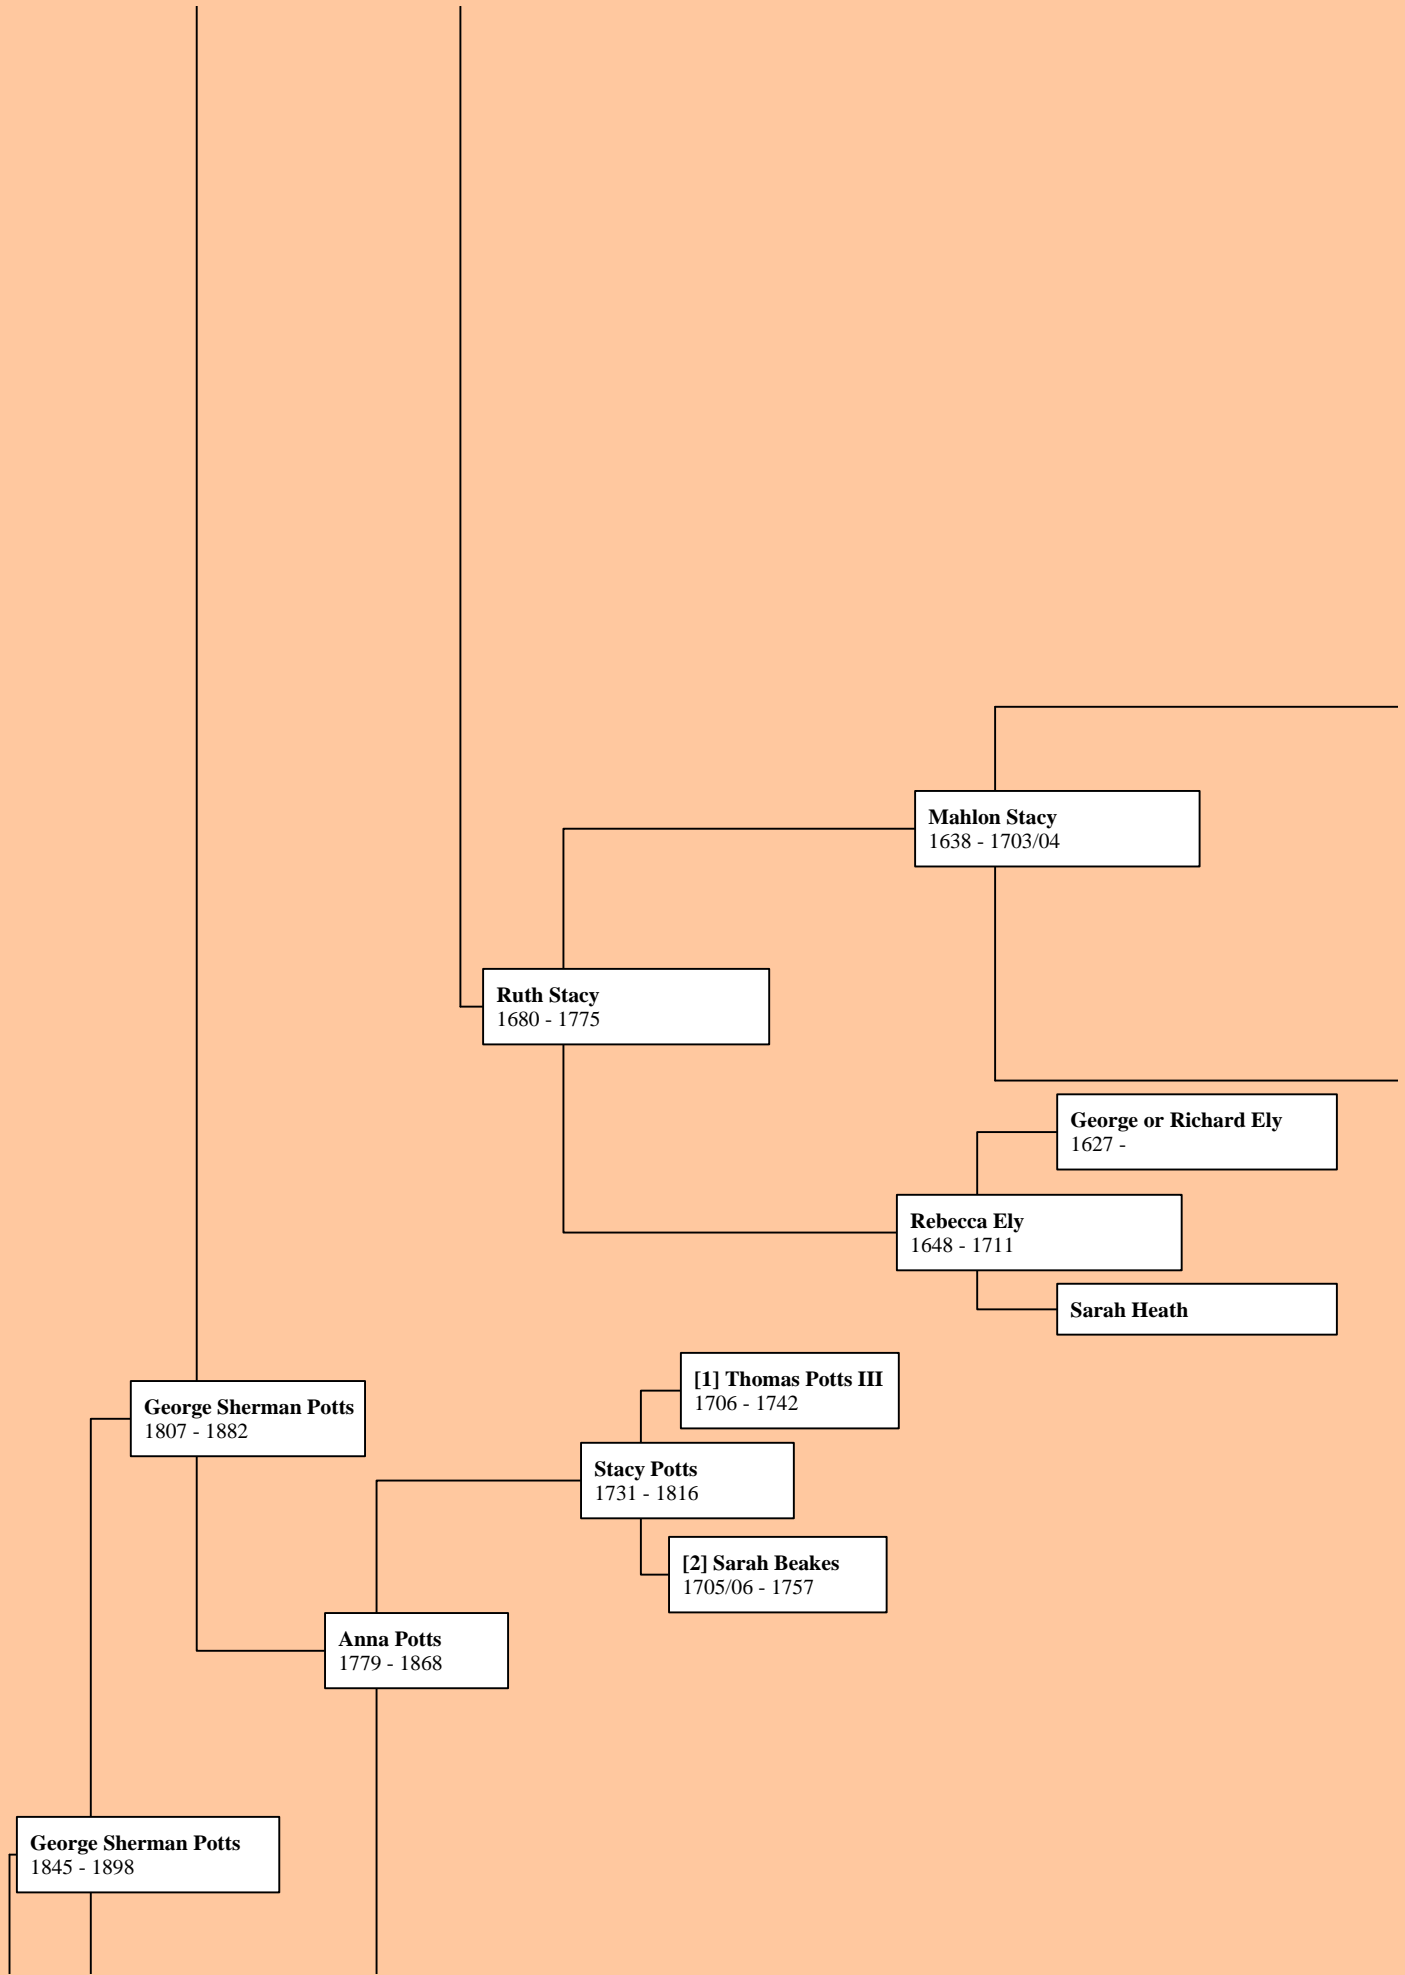 Mahlon Stacy
1638 - 1703/04
Ruth Stacy
1680 - 1775
George or Richard Ely
1627 -
Rebecca Ely
1648 - 1711
Sarah Heath
[1] Thomas Potts III
1706 - 1742
George Sherman Potts
1807 - 1882
Stacy Potts
1731 - 1816
[2] Sarah Beakes
1705/06 - 1757
Anna Potts
1779 - 1868
George Sherman Potts
1845 - 1898